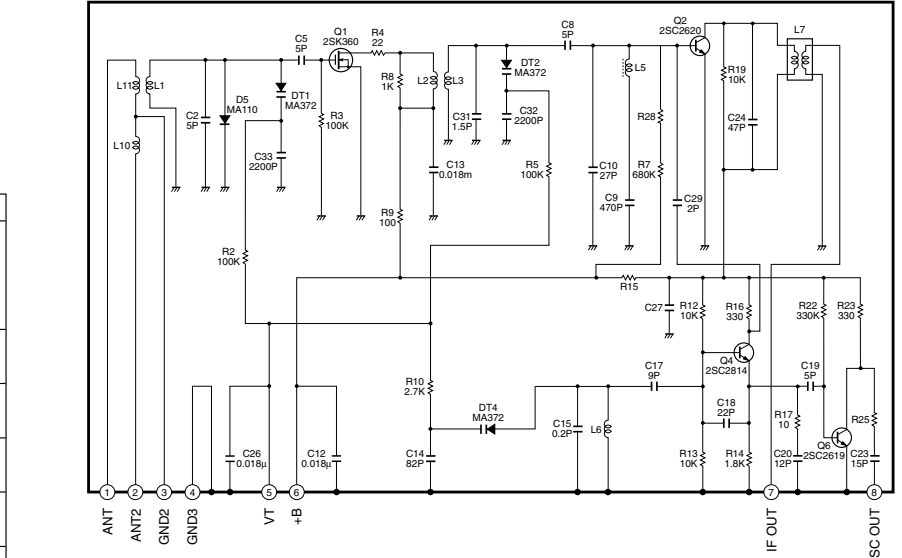 Q1
2SK360
R4
22
C5
5P
C8
5P
Q2
2SC2620
L7
L11
L1
C2
5P
D5
MA110
DT1
MA372
R3
100K
R8
1K
L2
L3
C31
1.5P
DT2
MA372
C32
2200P
L5
R28
R19
10K
C24
47P
L10
C33
2200P
C13
0.018m
R5
100K
C10
27P
R7
680K
C9
470P
C29
2P
R9
100
R2
100K
R15
C27
R12
10K
R16
330
R22
330K
R23
330
Q4
2SC2814
R10
2.7K
DT4
MA372
C17
9P
C19
5P
C15
0.2P
L6
C18
22P
R17
10
R25
Q6
2SC2619
C26
0.018µ
C12
0.018µ
C14
82P
R13
10K
R14
1.8K
C20
12P
C23
15P
1
2
3
4
5
6
7
8
ANT
ANT2
GND2
GND3
VT
+B
IF OUT
SC OUT